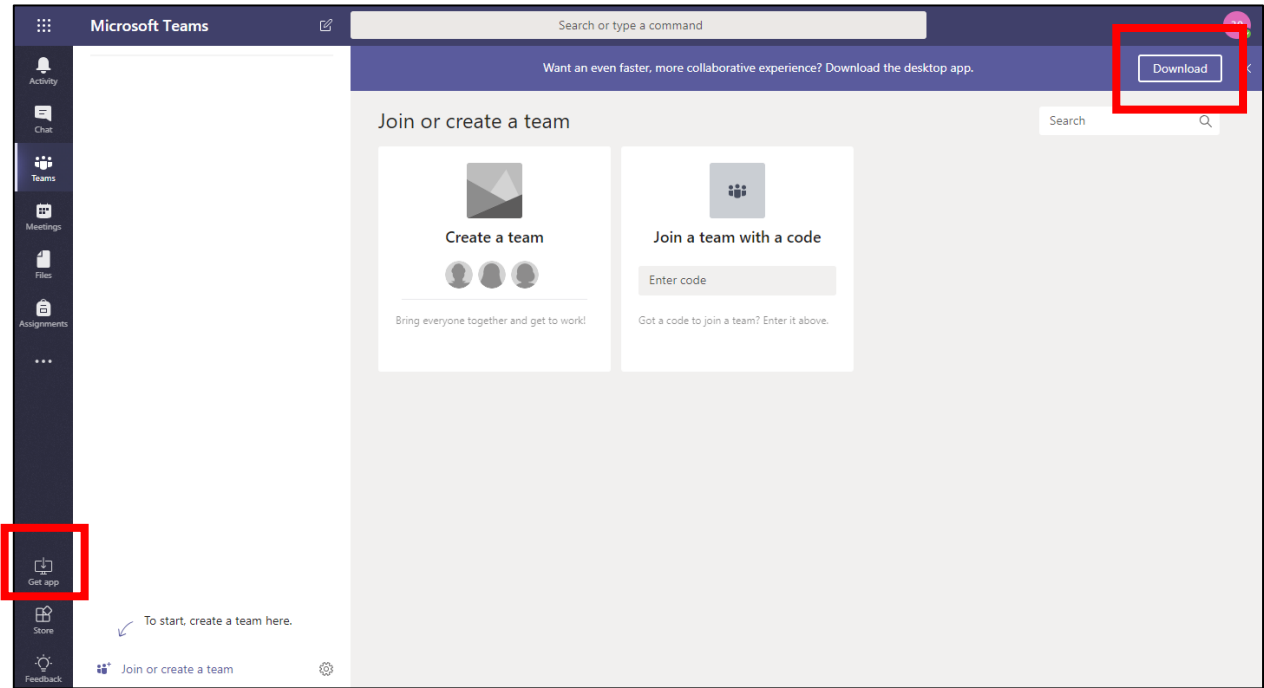 Microsoft Teams
Search or type a command
Activity
Chat
Teams
Meetings
Files
Assignments
Get app
Store
Feedback
To start, create a team here.
Join or create a team
Want an even faster, more collaborative experience? Download the desktop app.
Download
Join or create a team
Search
Create a team
Bring everyone together and get to work!
Join a team with a code
Enter code
Got a code to join a team? Enter it above.